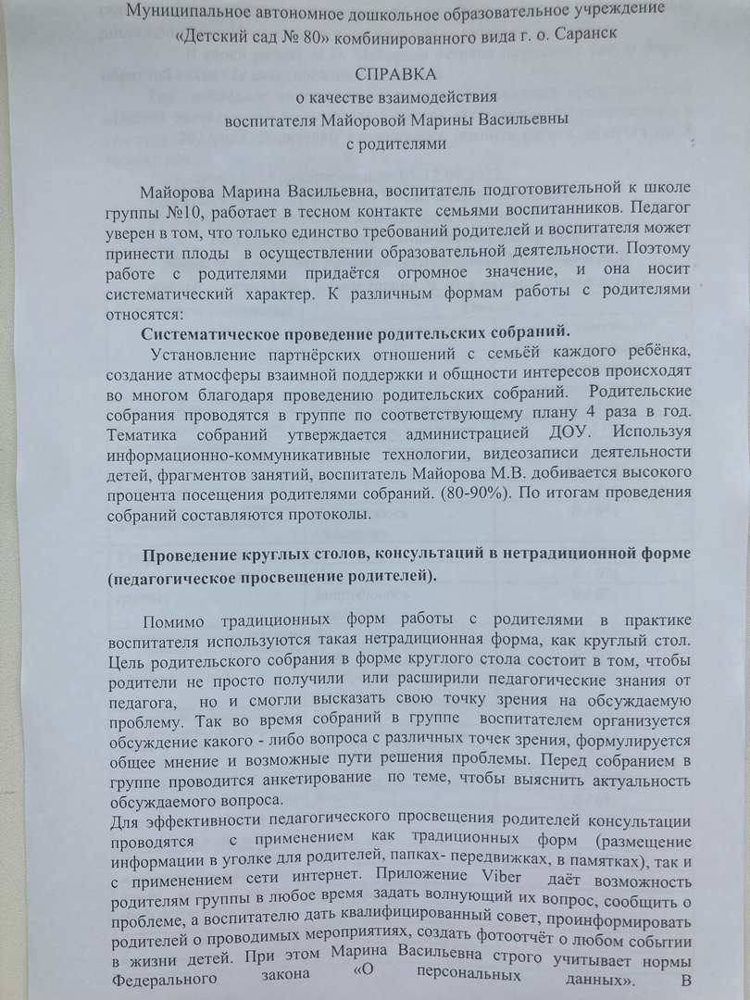 Муниципальное автономное дошкольное образовательное учреждение
«Детский сад № 80» комбинированного вида г. о. Саранск
СПРАВКА
о качестве взаимодействия
воспитателя Майоровой Марины Васильевны
с родителями
Майорова Марина Васильевна, воспитатель подготовительной к школе
группы №10, работает в тесном контакте семьями воспитанников. Педагог
уверен в том, что только единство требований родителей и воспитателя может
принести плоды в осуществлении образовательной деятельности. Поэтому
работе с родителями придаётся огромное значение, и она носит
систематический характер. К различным формам работы с родителями
относятся:
Систематическое проведение родительских собраний.
Установление партнёрских отношений с семьёй каждого ребёнка,
создание атмосферы взаимной поддержки и общности интересов происходят
во многом благодаря проведению родительских собраний. Родительские
собрания проводятся в группе по соответствующему плану 4 раза в год.
Тематика собраний утверждается администрацией ДОУ. Используя
информационно-коммуникативные технологии, видеозаписи деятельности
детей, фрагментов занятий, воспитатель Майорова М.В. добивается высокого
процента посещения родителями собраний. (80-90%). По итогам проведения
собраний составляются протоколы.
Проведение круглых столов, консультаций в нетрадиционной форме
(педагогическое просвещение родителей).
Помимо традиционных форм работы с родителями в практике
воспитателя используются такая нетрадиционная форма, как круглый стол.
Цель родительского собрания в форме круглого стола состоит в том, чтобы
родители не просто получили или расширили педагогические знания от
педагога, но и смогли высказать свою точку зрения на обсуждаемую
проблему. Так во время собраний в группе воспитателем организуется
обсуждение какого - либо вопроса с различных точек зрения, формулируется
общее мнение и возможные пути решения проблемы. Перед собранием в
группе проводится анкетирование по теме, чтобы выяснить актуальность
обсуждаемого вопроса.
Для эффективности педагогического просвещения родителей консультации
проводятся с применением как традиционных форм (размещение
информации в уголке для родителей, папках- передвижках, в памятках), так и
с применением сети интернет. Приложение Viber даёт возможность
родителям группы в любое время задать волнующий их вопрос, сообщить о
проблеме, а воспитателю дать квалифицированный совет, проинформировать
родителей о проводимых мероприятиях, создать фотоотчёт о любом событии
в жизни детей. При этом Марина Васильевна строго учитывает нормы
Федерального закона «О персональных данных». В